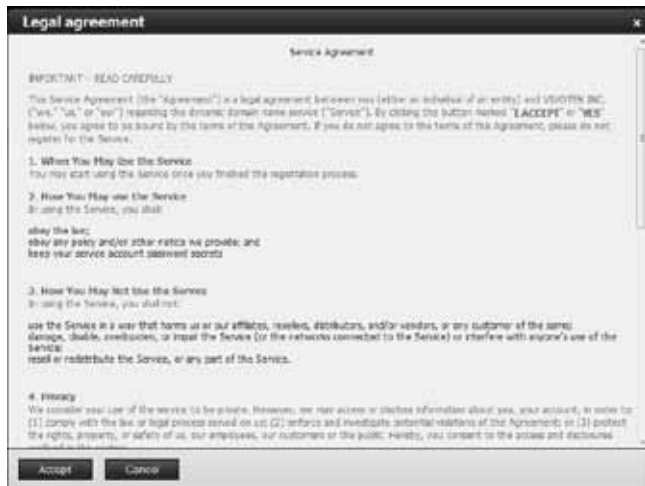 Legal agreement x
Service Agreement
IMPORTANT - READ CAREFULLY
This Service Agreement (the "Agreement") is a legal agreement between you (either an individual of an entity) and VIVOTEK INC.
("we," "us," or "our") regarding the dynamic domain name service ("Service"). By clicking the button marked "I ACCEPT" or "YES"
below, you agree to be bound by the terms of the Agreement. If you do not agree to the terms of the Agreement, please do not
register for the Service.
1. When You May Use the Service
You may start using the Service once you finished the registration process.
2. How You May use the Service
In using the Service, you shall:
obey the law;
obey any policy and/or other notice we provide; and
keep your service account password secrets
3. How You May Not Use the Service
In using the Service, you shall not:
use the Service in a way that harms us or our affiliates, resellers, distributors, and/or vendors, or any customer of the same;
damage, disable, overburden, or impair the Service (or the networks connected to the Service) or interfere with anyone's use of the
Service;
resell or redistribute the Service, or any part of the Service.
4. Privacy
We consider your use of the service to be private. However, we may access or disclose information about you, your account, in order to
(1) comply with the law or legal process served on us; (2) enforce and investigate potential violations of the Agreement; or (3) protect
the rights, property, or safety of us, our employees, our customers or the public. Hereby, you consent to the access and disclosures
Accept Cancel